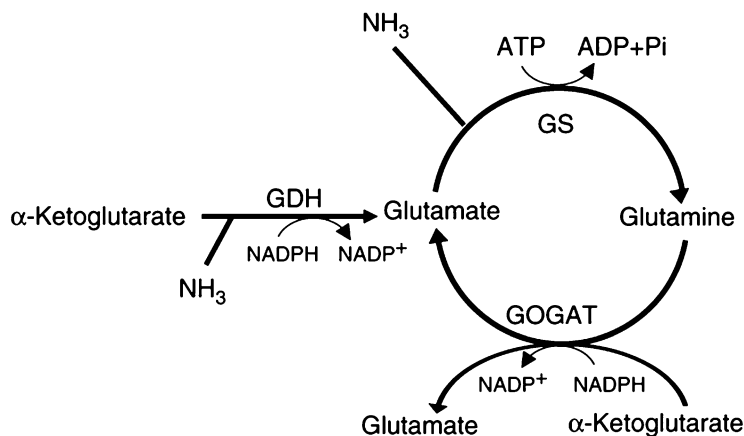 NH₃
ATP ADP+Pi
GS
GDH
α-Ketoglutarate Glutamate Glutamine
NADPH NADP⁺
NH₃
GOGAT
NADP⁺ NADPH
Glutamate α-Ketoglutarate